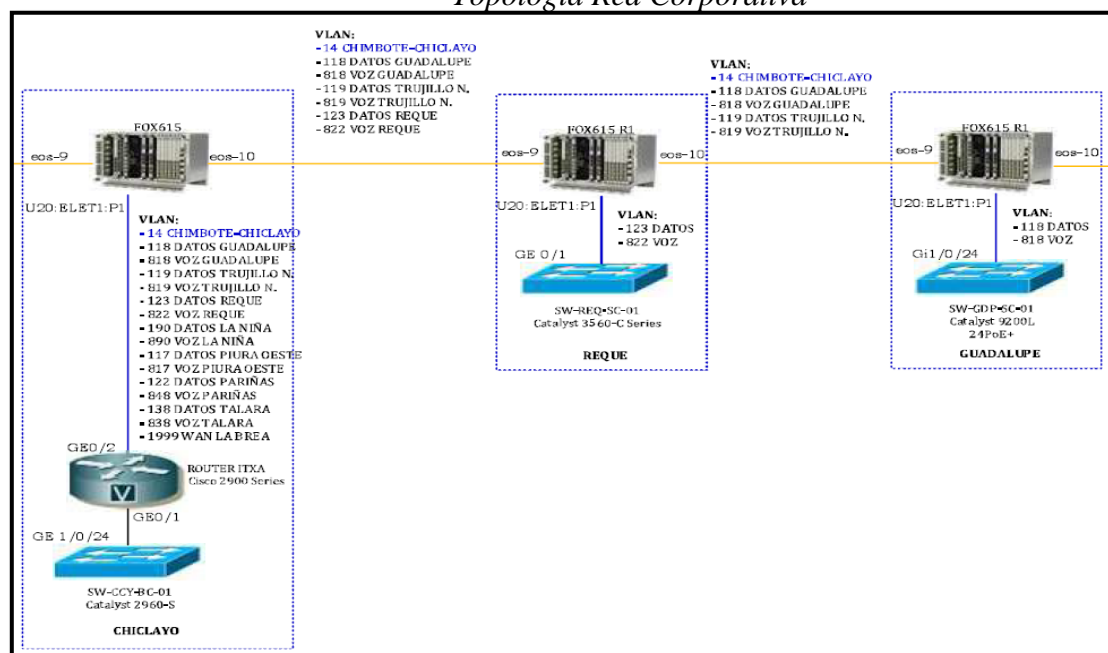 Topología Red Corporativa
VLAN:
-14 CHIMBOTE-CHICLAYO
-118 DATOS GUADALUPE
-818 VOZ GUADALUPE
-119 DATOS TRUJILLO N.
-819 VOZ TRUJILLO N.
-123 DATOS REQUE
-822 VOZ REQUE
VLAN:
-14 CHIMBOTE-CHICLAYO
-118 DATOS GUADALUPE
-818 VOZ GUADALUPE
-119 DATOS TRUJILLO N.
-819 VOZ TRUJILLO N.
FOX615
eos-9
eos-10
U20:ELET1:P1
VLAN:
-14 CHIMBOTE-CHICLAYO
-118 DATOS GUADALUPE
-818 VOZ GUADALUPE
-119 DATOS TRUJILLO N.
-819 VOZ TRUJILLO N.
-123 DATOS REQUE
-822 VOZ REQUE
-190 DATOS LA NIÑA
-890 VOZ LA NIÑA
-117 DATOS PIURA OESTE
-817 VOZ PIURA OESTE
-122 DATOS PARIÑAS
-848 VOZ PARIÑAS
-138 DATOS TALARA
-838 VOZ TALARA
-1999 WAN LA BREA
GE0/2
ROUTER ITXA
Cisco 2900 Series
V
GE0/1
GE 1/0/24
SW-CCY-BC-01
Catalyst 2960-S
CHICLAYO
FOX615 R1
eos-9
eos-10
U20:ELET1:P1
VLAN:
-123 DATOS
-822 VOZ
GE 0/1
SW-REQ-SC-01
Catalyst 3560-C Series
REQUE
FOX615 R1
eos-9
eos-10
U20:ELET1:P1
VLAN:
-118 DATOS
-818 VOZ
Gi1/0/24
SW-GDP-SC-01
Catalyst 9200L
24PoE+
GUADALUPE